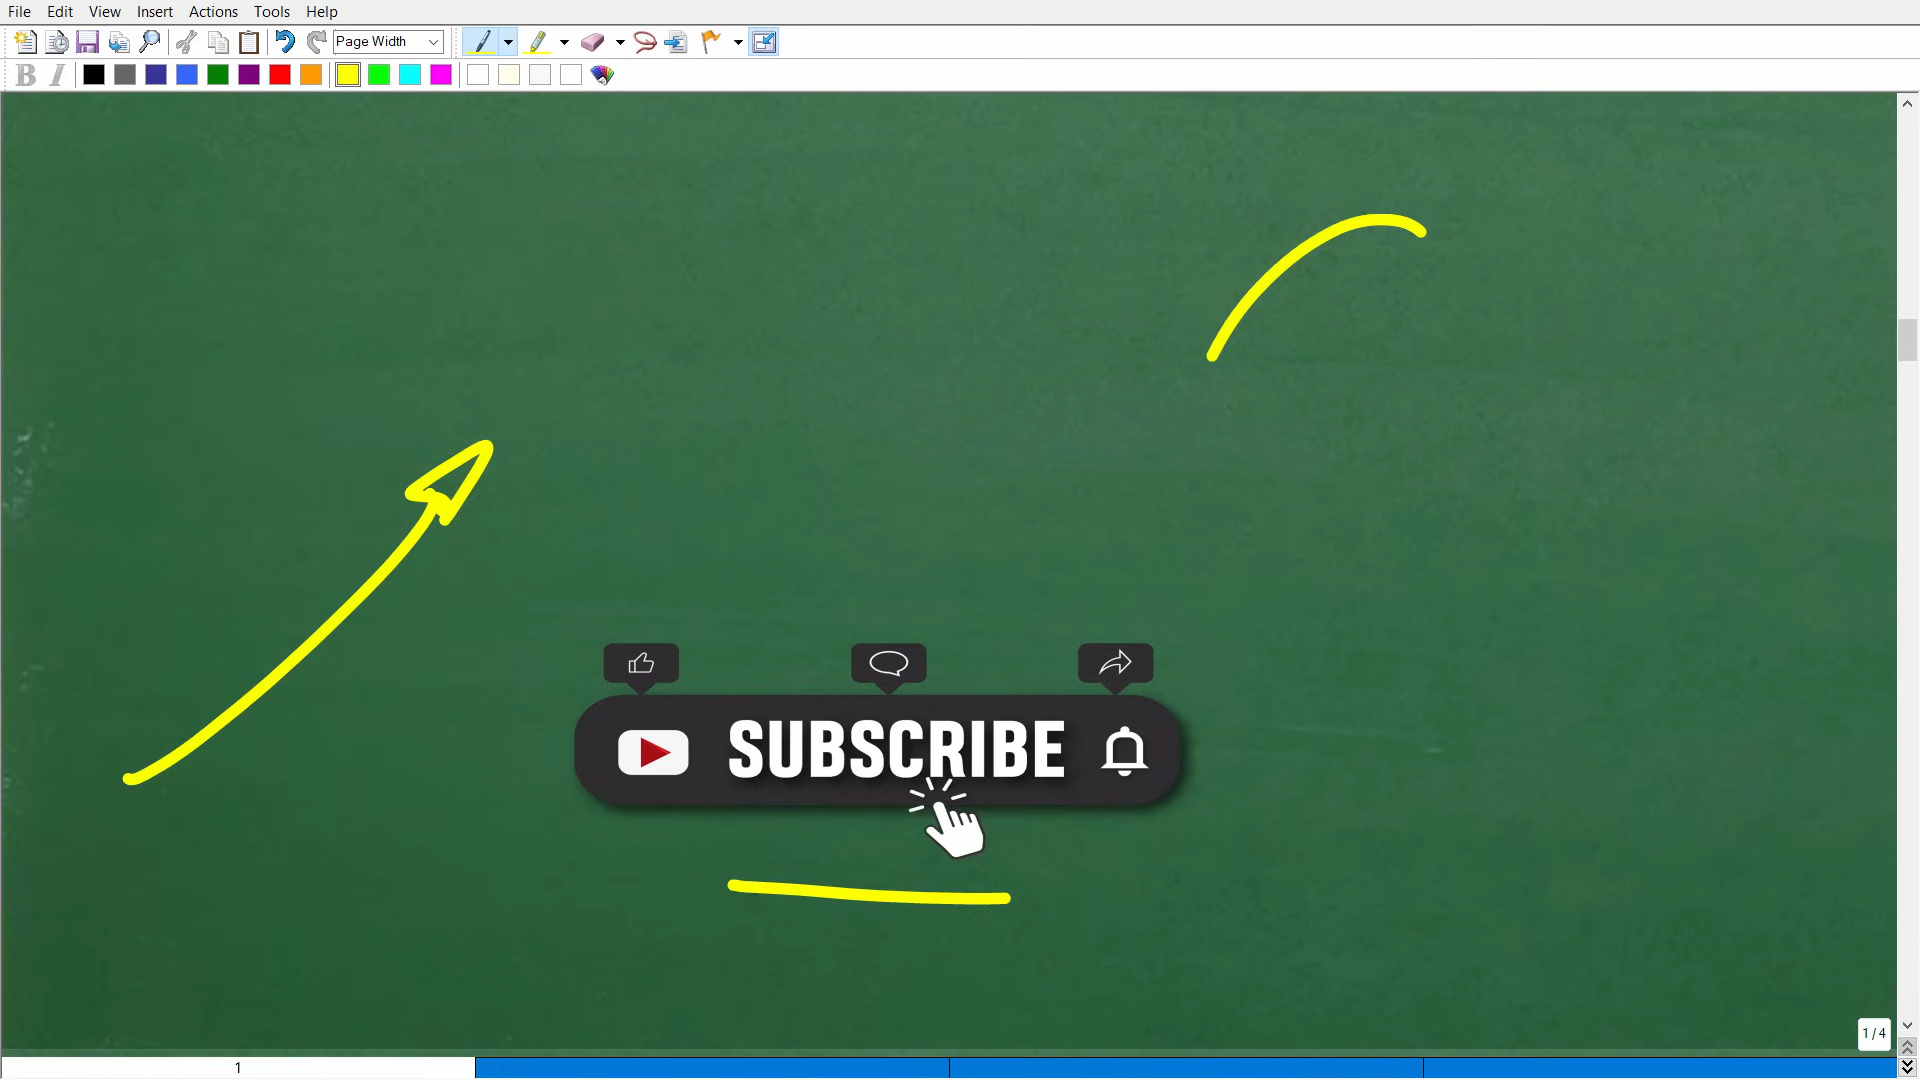 File Edit View Insert Actions Tools Help
Page Width
B I
SUBSCRIBE
1 / 4
1